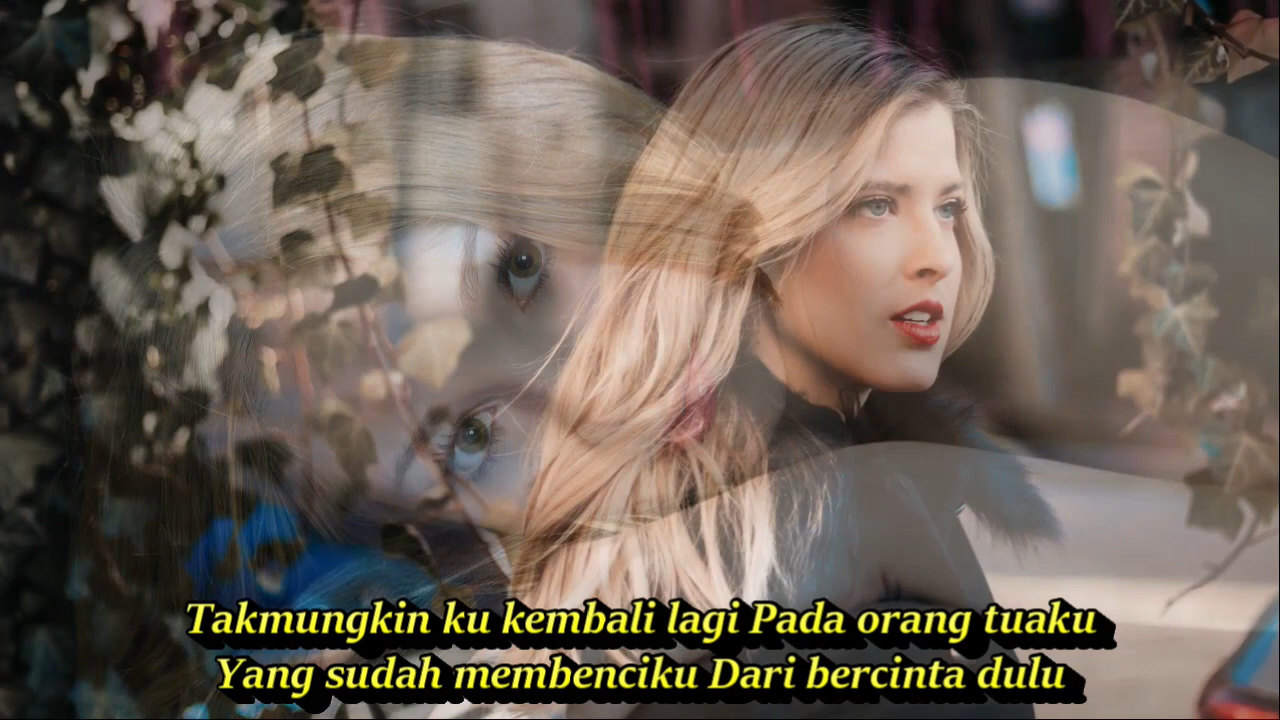 Takmungkin ku kembali lagi Pada orang tuaku
Yang sudah membenciku Dari bercinta dulu